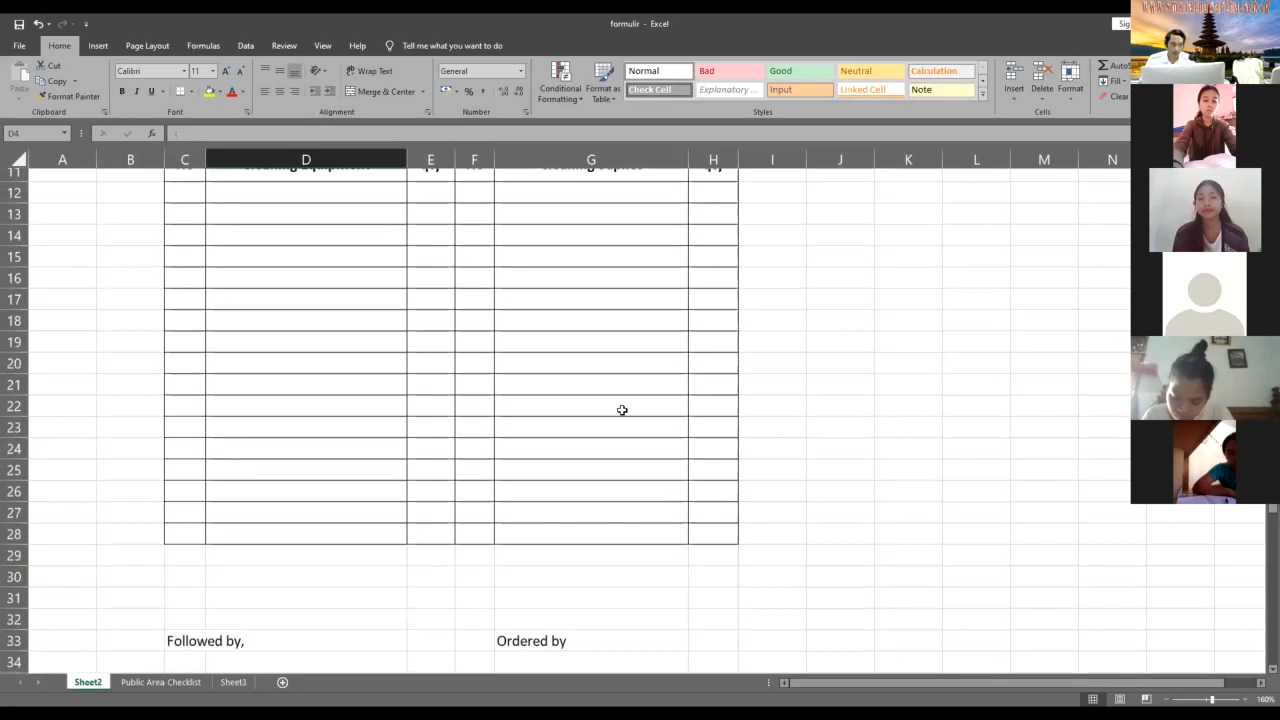 formulir - Excel
File Home Insert Page Layout Formulas Data Review View Help Tell me what you want to do
Cut
Copy
Format Painter
Paste
Clipboard
Calibri 11
B I U
Font
Wrap Text
Merge & Center
Alignment
General
%
Number
Conditional Formatting
Format as Table
Normal Bad Good Neutral Calculation
Check Cell Explanatory ... Input Linked Cell Note
Styles
Insert Delete Format
Cells
Fill
Clear
D4
fx
A B C D E F G H I J K L M N
11
12
13
14
15
16
17
18
19
20
21
22
23
24
25
26
27
28
29
30
31
32
33 Followed by, Ordered by
34
Sheet2 Public Area Checklist Sheet3
160%